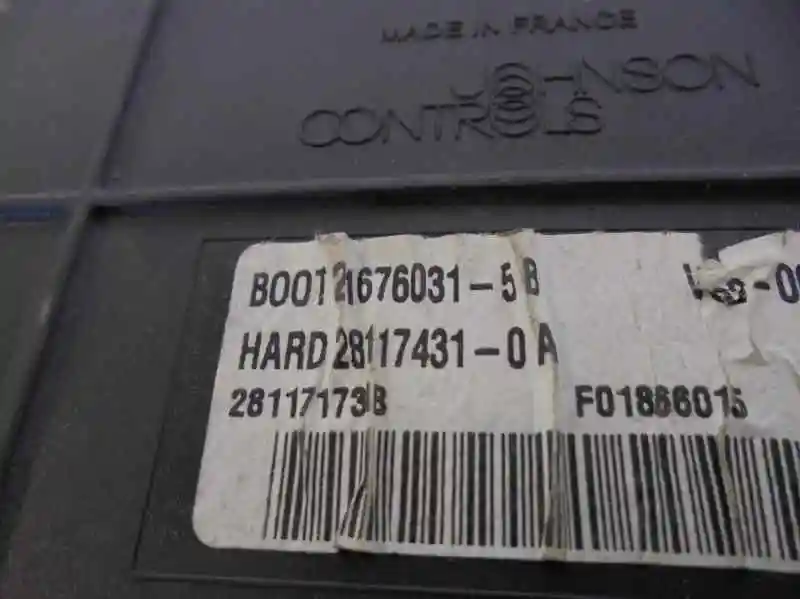 MADE IN FRANCE
JOHNSON
CONTROLS
BOOT 21676031-5 B
HARD 28117431-0 A
28117173B F01866015